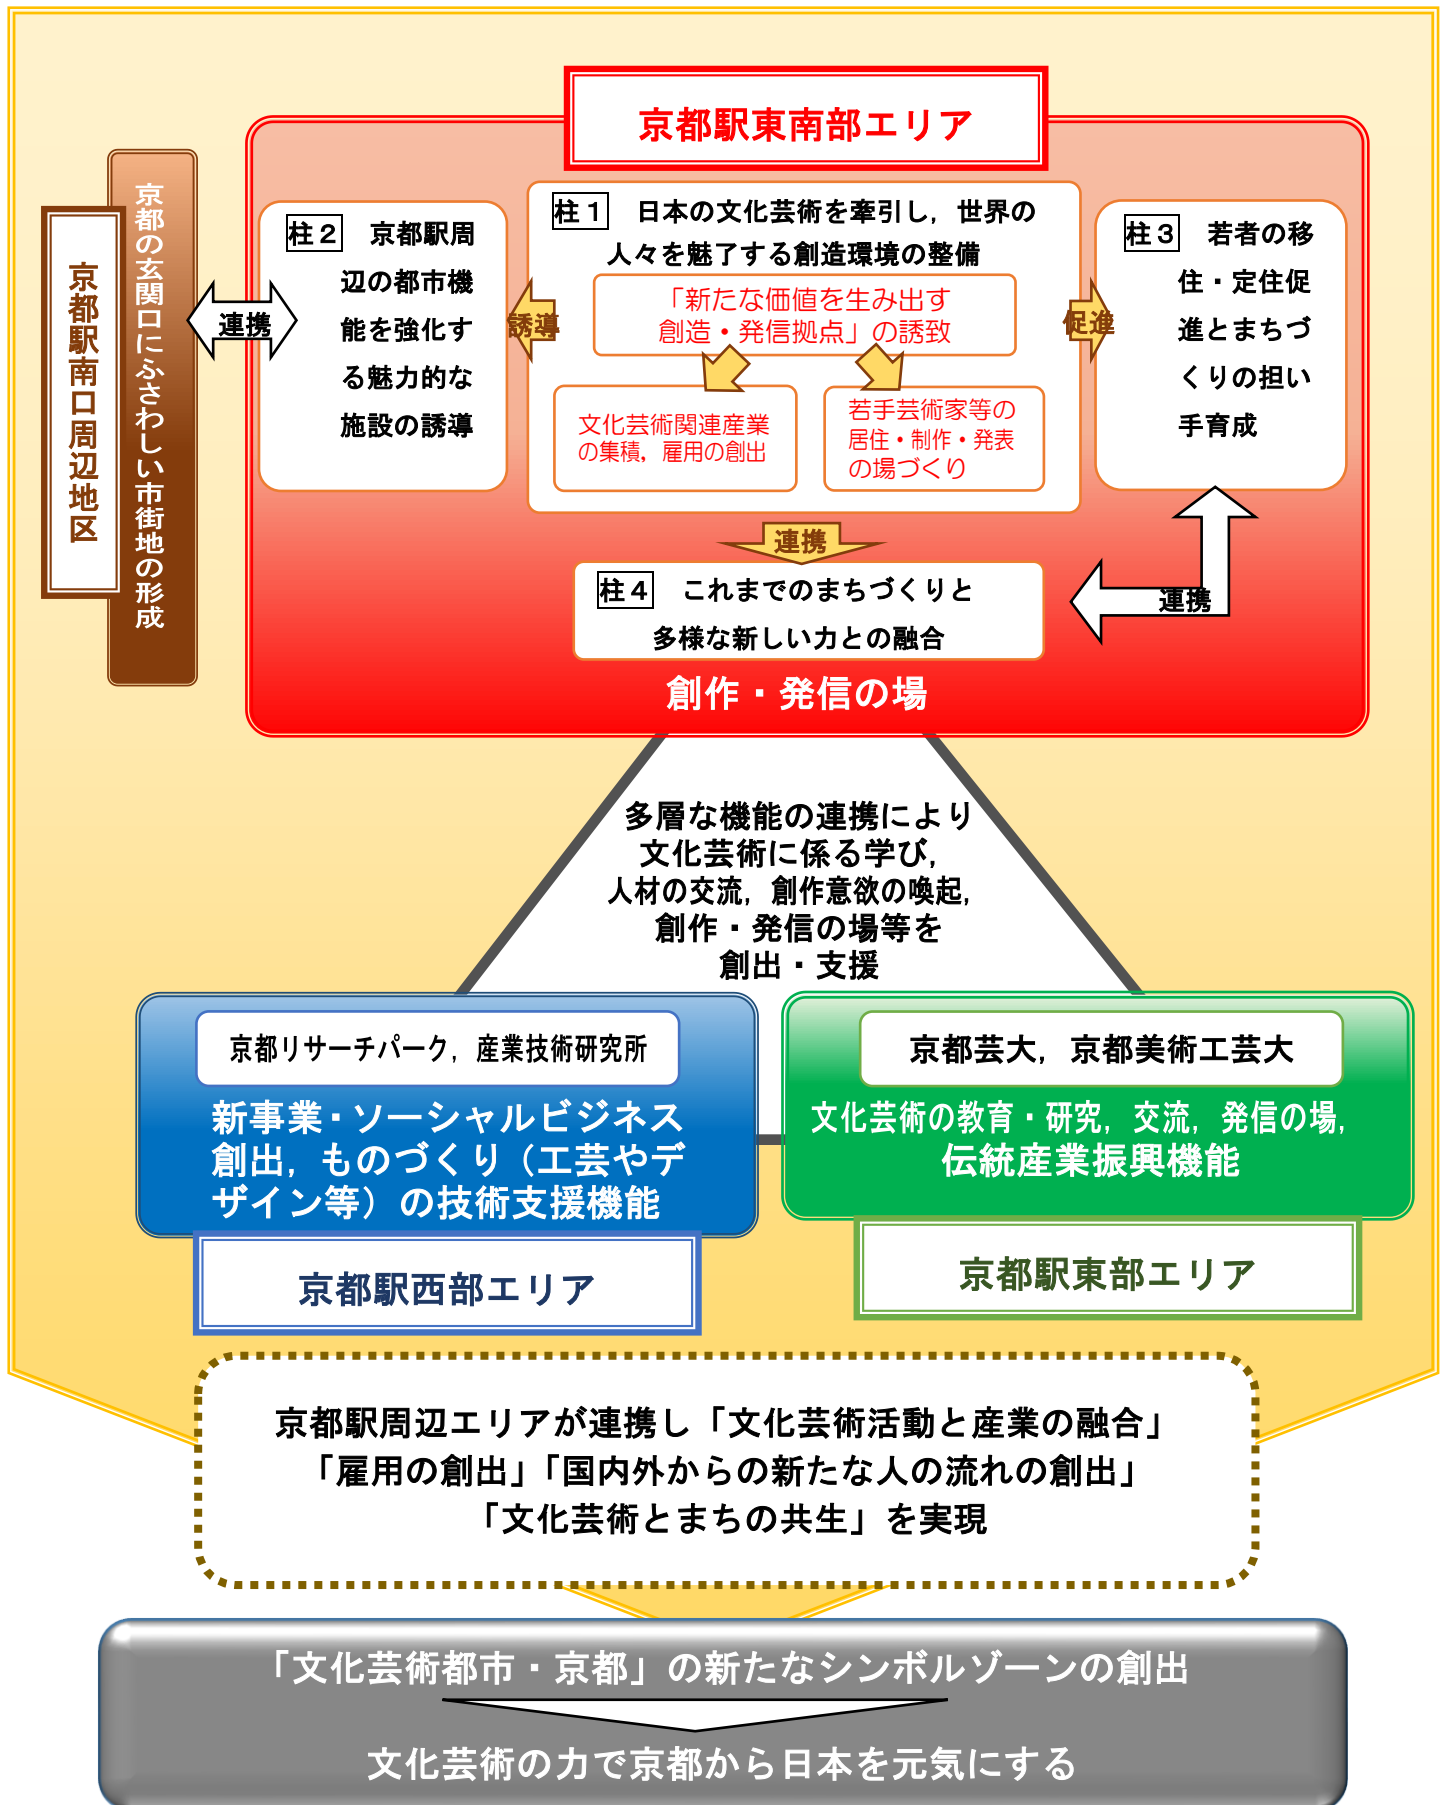 京都駅東南部エリア
京都駅南口周辺地区
京都の玄関口にふさわしい市街地の形成
連携
柱２　京都駅周
辺の都市機
能を強化す
る魅力的な
施設の誘導
誘導
柱１　日本の文化芸術を牽引し，世界の
人々を魅了する創造環境の整備
「新たな価値を生み出す
創造・発信拠点」の誘致
文化芸術関連産業
の集積，雇用の創出
若手芸術家等の
居住・制作・発表
の場づくり
促進
柱３　若者の移
住・定住促
進とまちづ
くりの担い
手育成
連携
柱４　これまでのまちづくりと
多様な新しい力との融合
連携
創作・発信の場
多層な機能の連携により
文化芸術に係る学び，
人材の交流，創作意欲の喚起，
創作・発信の場等を
創出・支援
京都リサーチパーク，産業技術研究所
新事業・ソーシャルビジネス
創出，ものづくり（工芸やデ
ザイン等）の技術支援機能
京都駅西部エリア
京都芸大，京都美術工芸大
文化芸術の教育・研究，交流，発信の場，
伝統産業振興機能
京都駅東部エリア
京都駅周辺エリアが連携し「文化芸術活動と産業の融合」
「雇用の創出」「国内外からの新たな人の流れの創出」
「文化芸術とまちの共生」を実現
「文化芸術都市・京都」の新たなシンボルゾーンの創出
文化芸術の力で京都から日本を元気にする